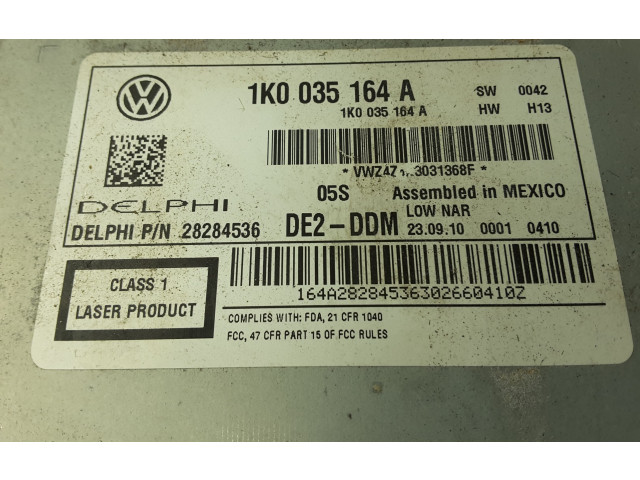 1K0 035 164 A SW 0042
1K0 035 164 A HW H13
3031368F *
05S Assembled in MEXICO
DELPHI
LOW NAR
DELPHI P/N 28284536 DE2-DDM 23.09.10 0001 0410
CLASS 1
LASER PRODUCT
164A28284536302660410Z
COMPLIES WITH: FDA, 21 CFR 1040
FCC, 47 CFR PART 15 OF FCC RULES